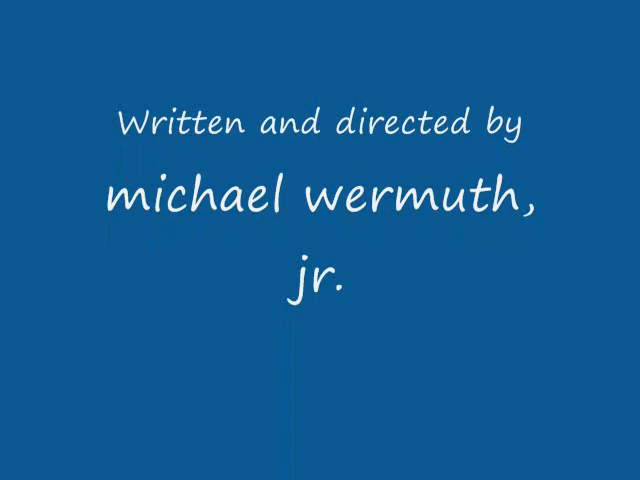 Written and directed by
michael wermuth,
jr.